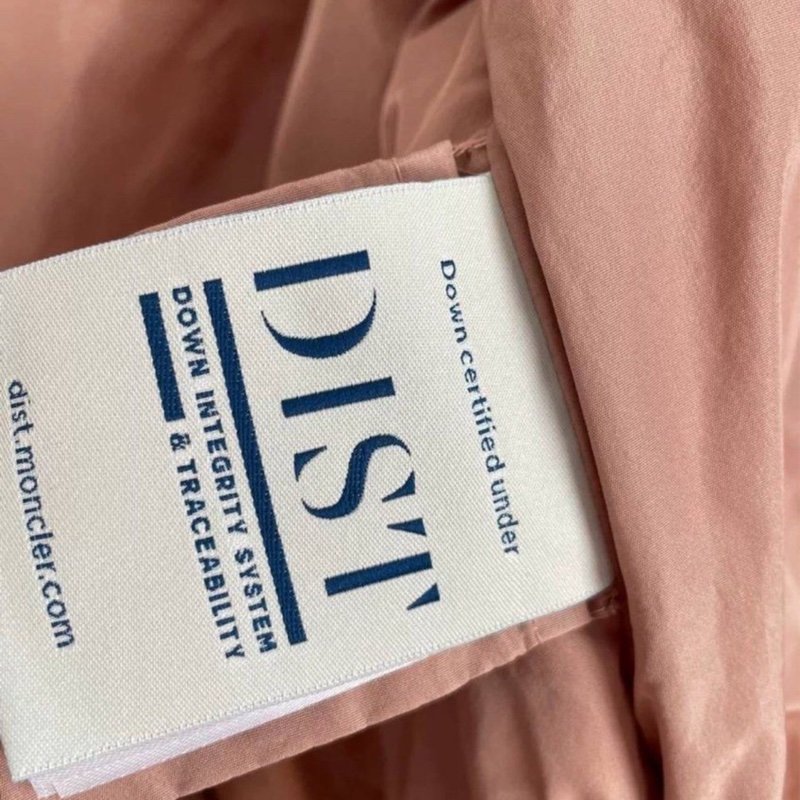 Down certified under
DIST
DOWN INTEGRITY SYSTEM
& TRACEABILITY
dist.moncler.com